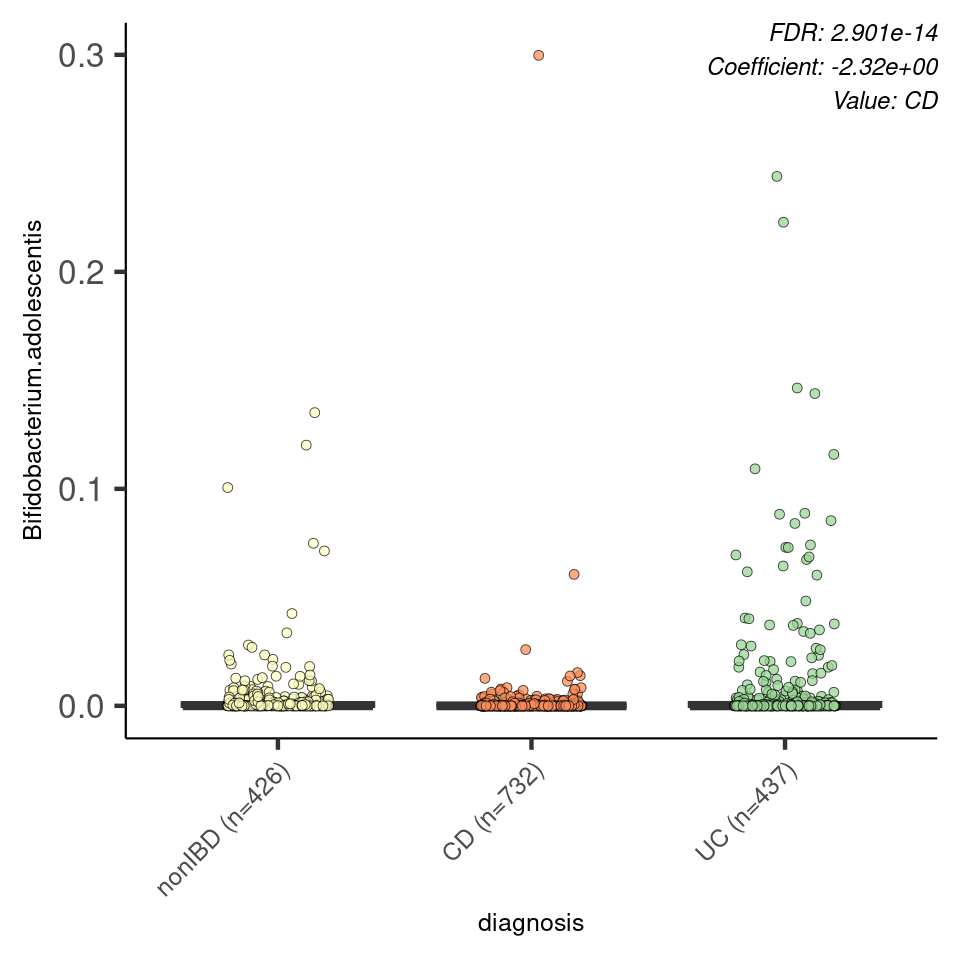 FDR: 2.901e-14
Coefficient: -2.32e+00
Value: CD
Bifidobacterium.adolescentis
0.3
0.2
0.1
0.0
nonIBD (n=426)
CD (n=732)
UC (n=437)
diagnosis